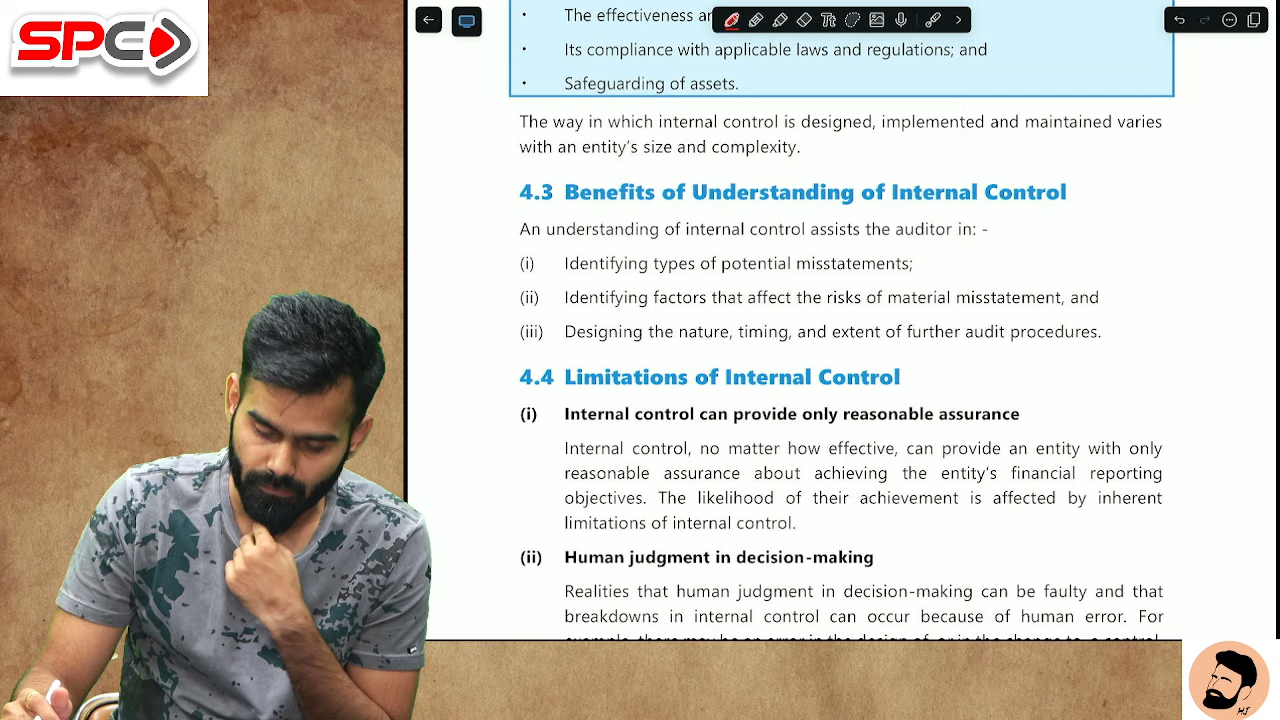 SPC
The effectiveness
· Its compliance with applicable laws and regulations; and
· Safeguarding of assets.
The way in which internal control is designed, implemented and maintained varies
with an entity's size and complexity.
4.3 Benefits of Understanding of Internal Control
An understanding of internal control assists the auditor in: -
(i) Identifying types of potential misstatements;
(ii) Identifying factors that affect the risks of material misstatement, and
(iii) Designing the nature, timing, and extent of further audit procedures.
4.4 Limitations of Internal Control
(i) Internal control can provide only reasonable assurance
Internal control, no matter how effective, can provide an entity with only
reasonable assurance about achieving the entity's financial reporting
objectives. The likelihood of their achievement is affected by inherent
limitations of internal control.
(ii) Human judgment in decision-making
Realities that human judgment in decision-making can be faulty and that
breakdowns in internal control can occur because of human error. For
HJ